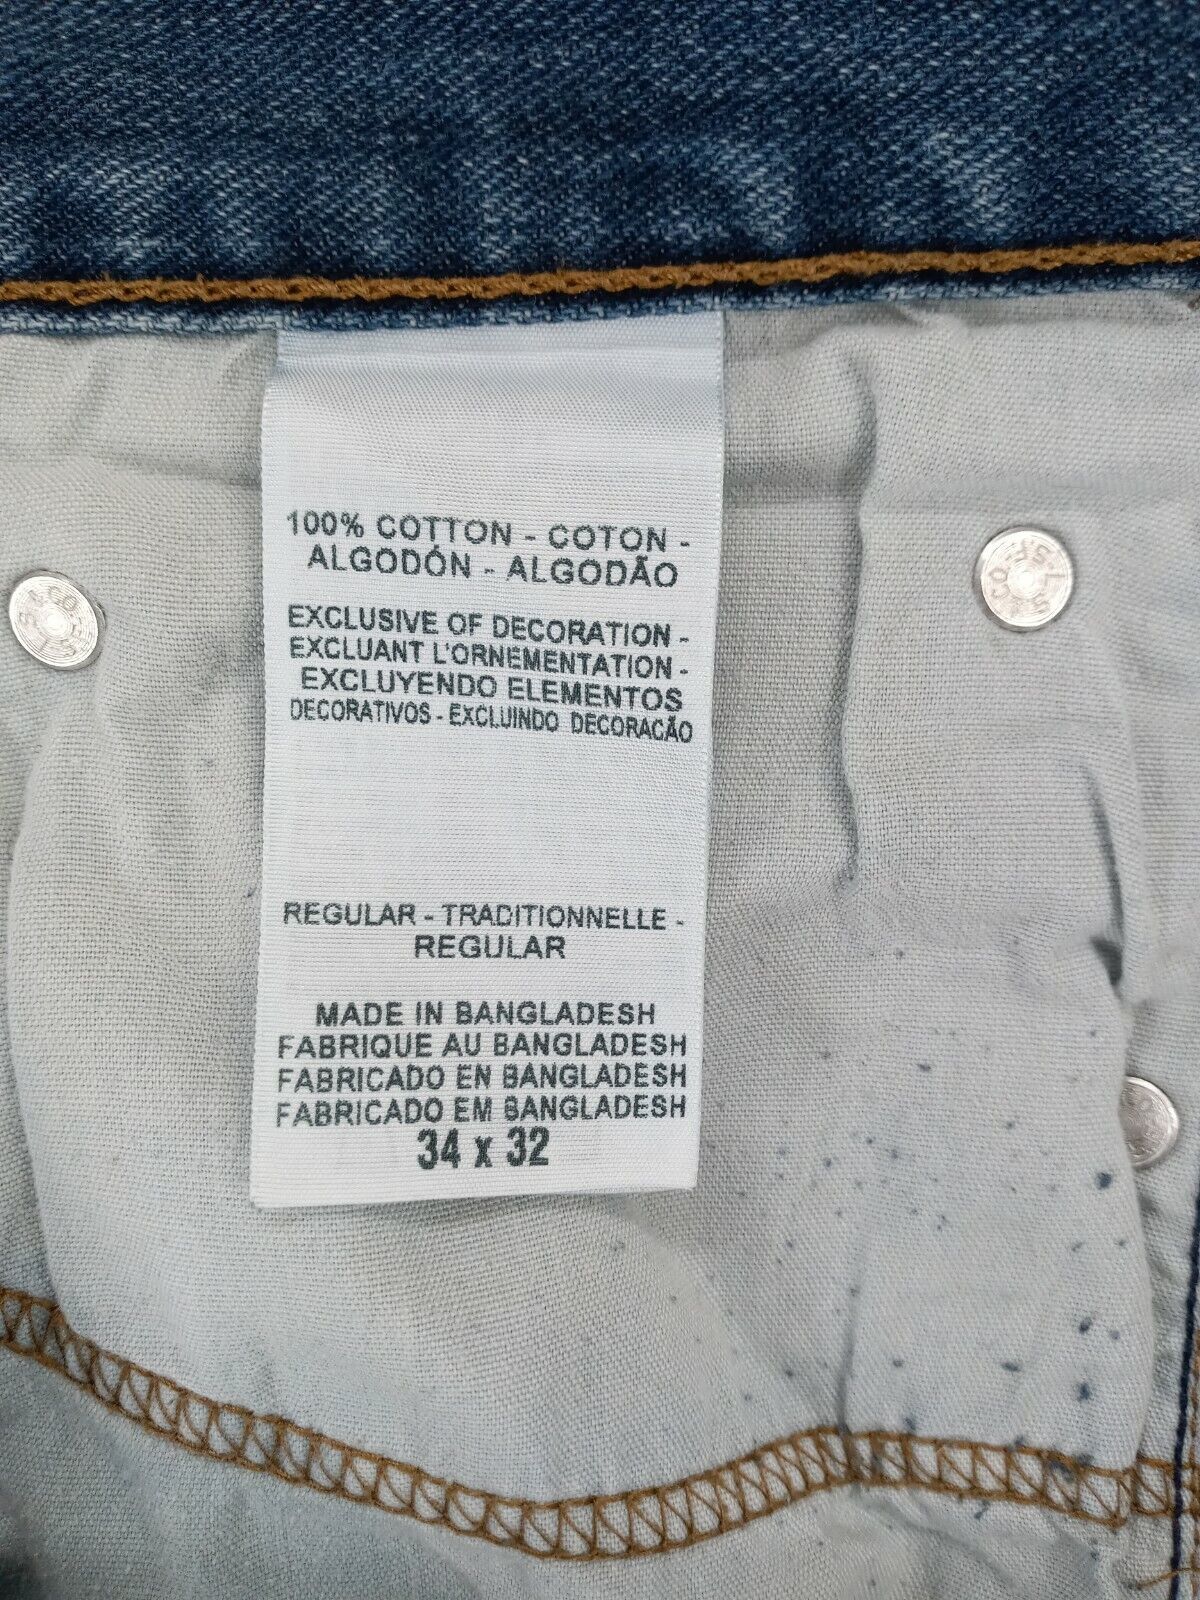 100% COTTON - COTON -
ALGODÓN - ALGODÃO
EXCLUSIVE OF DECORATION -
EXCLUANT L'ORNEMENTATION -
EXCLUYENDO ELEMENTOS
DECORATIVOS - EXCLUINDO DECORACÃO
REGULAR - TRADITIONNELLE -
REGULAR
MADE IN BANGLADESH
FABRIQUE AU BANGLADESH
FABRICADO EN BANGLADESH
FABRICADO EM BANGLADESH
34 x 32